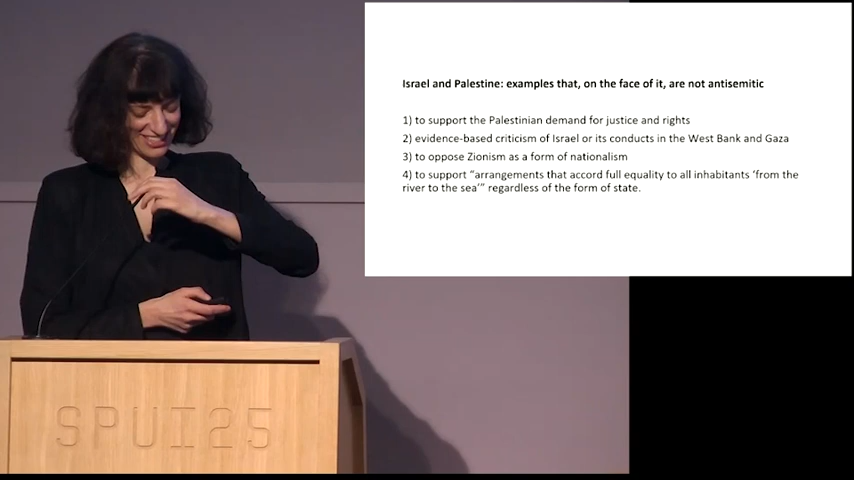 Israel and Palestine: examples that, on the face of it, are not antisemitic
1) to support the Palestinian demand for justice and rights
2) evidence-based criticism of Israel or its conducts in the West Bank and Gaza
3) to oppose Zionism as a form of nationalism
4) to support “arrangements that accord full equality to all inhabitants ‘from the
river to the sea’” regardless of the form of state.
SPUI25